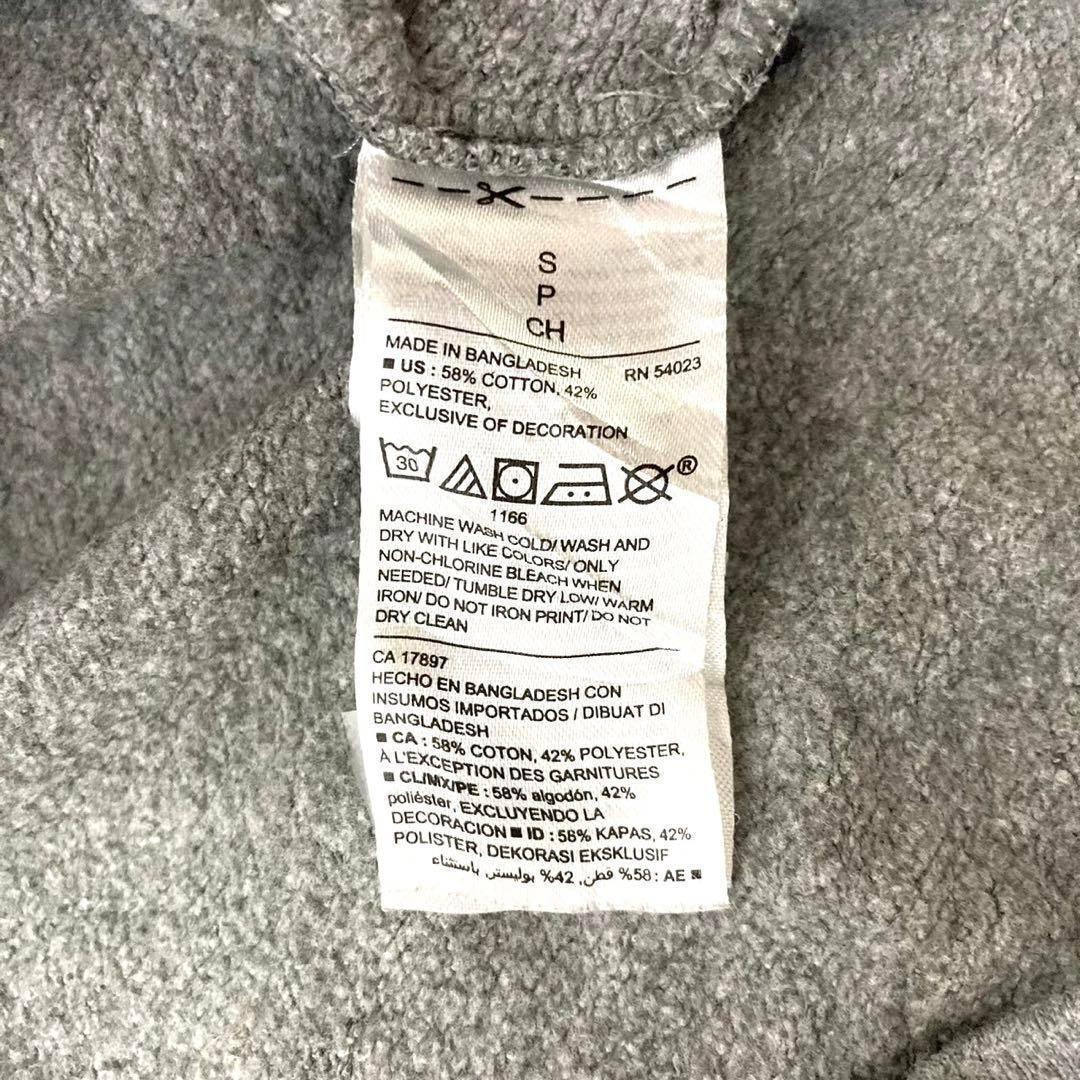 S
P
CH
MADE IN BANGLADESH RN 54023
■ US : 58% COTTON, 42%
POLYESTER,
EXCLUSIVE OF DECORATION
30 ®
1166
MACHINE WASH COLD/ WASH AND
DRY WITH LIKE COLORS/ ONLY
NON-CHLORINE BLEACH WHEN
NEEDED/ TUMBLE DRY LOW/ WARM
IRON/ DO NOT IRON PRINT/ DO NOT
DRY CLEAN
CA 17897
HECHO EN BANGLADESH CON
INSUMOS IMPORTADOS / DIBUAT DI
BANGLADESH
■ CA : 58% COTON, 42% POLYESTER,
À L'EXCEPTION DES GARNITURES
■ CL/MX/PE : 58% algodón, 42%
poliéster, EXCLUYENDO LA
DECORACION ■ ID : 58% KAPAS, 42%
POLISTER, DEKORASI EKSKLUSIF
■ AE : 58% قطن, 42% بوليستر, باستثناء